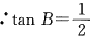 ∵tan B=1/2